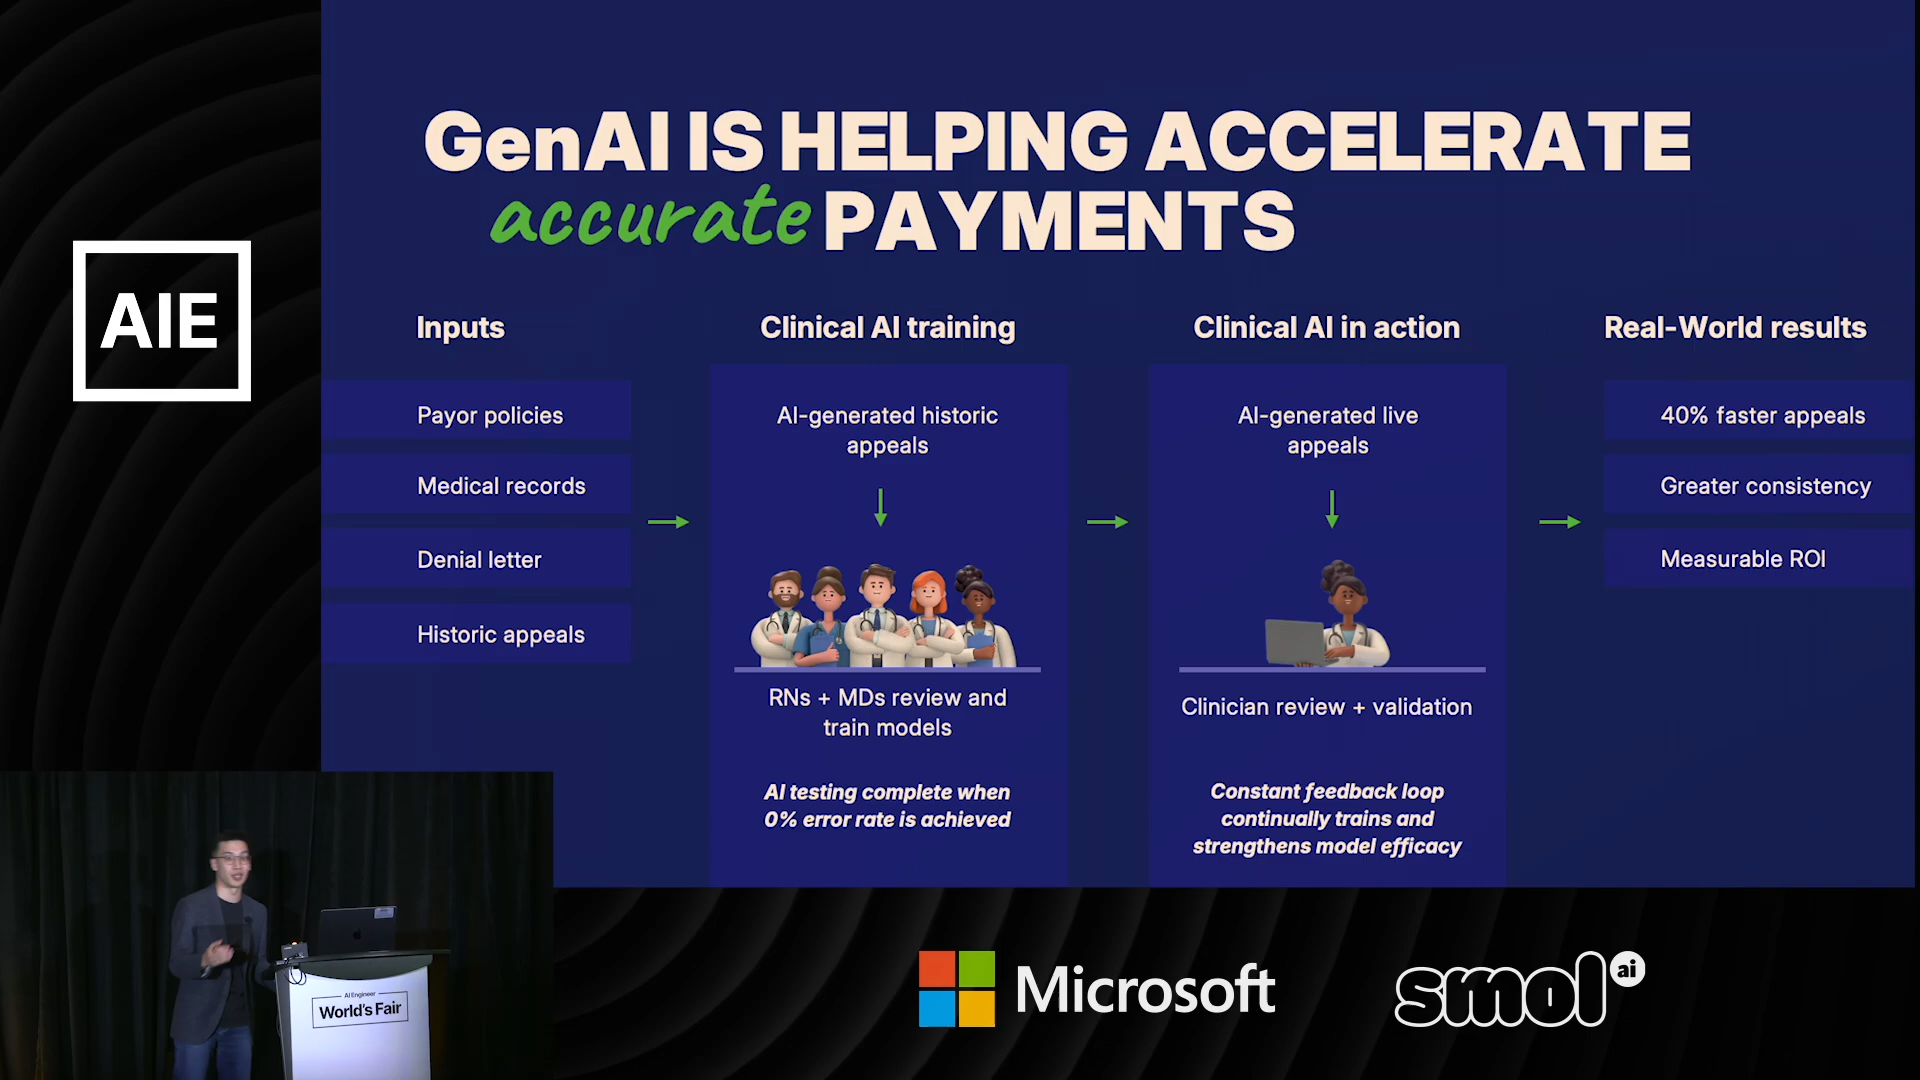 GenAI IS HELPING ACCELERATE
accurate PAYMENTS
AIE
Inputs
Payor policies
Medical records
Denial letter
Historic appeals
Clinical AI training
AI-generated historic
appeals
RNs + MDs review and
train models
AI testing complete when
0% error rate is achieved
Clinical AI in action
AI-generated live
appeals
Clinician review + validation
Constant feedback loop
continually trains and
strengthens model efficacy
Real-World results
40% faster appeals
Greater consistency
Measurable ROI
AI Engineer
World's Fair
Microsoft
smol ai